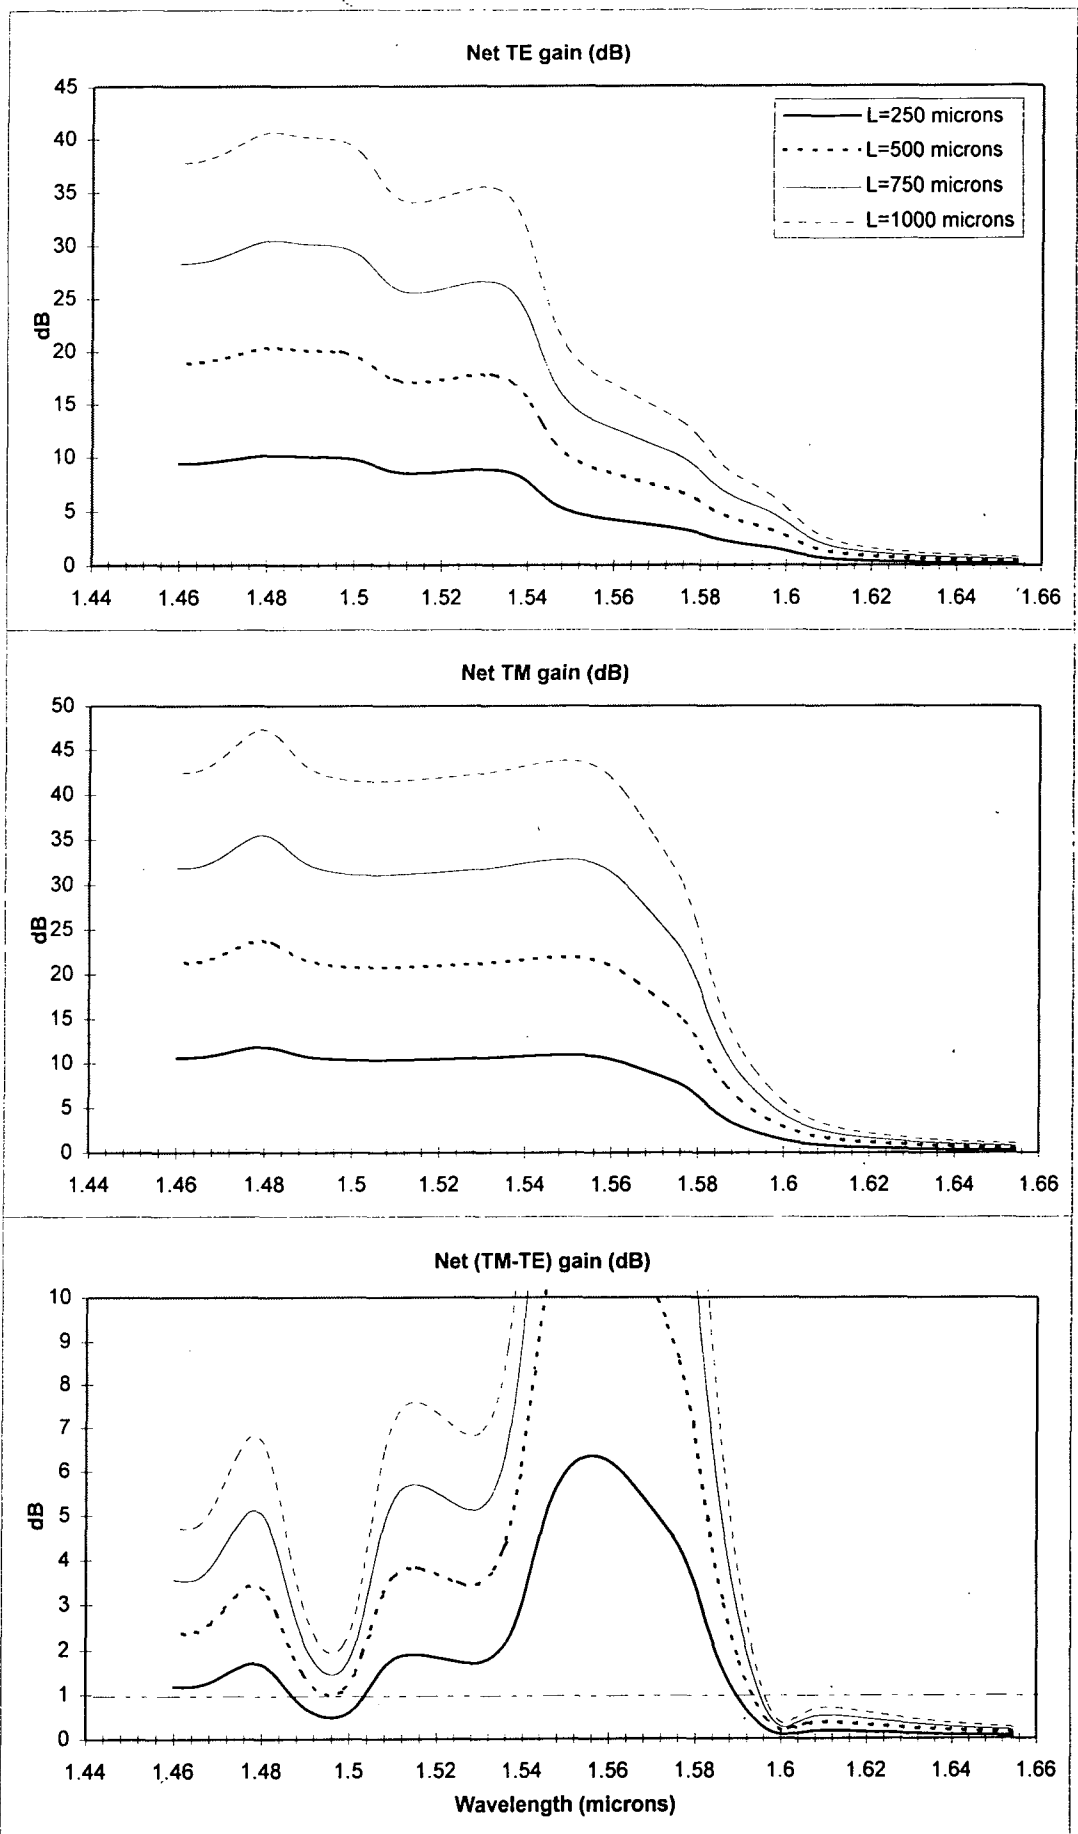 Net TE gain (dB)
45
40
35
30
25
20
15
10
5
0
dB
L=250 microns
L=500 microns
L=750 microns
L=1000 microns
1.44 1.46 1.48 1.5 1.52 1.54 1.56 1.58 1.6 1.62 1.64 1.66
Net TM gain (dB)
50
45
40
35
30
25
20
15
10
5
0
dB
1.44 1.46 1.48 1.5 1.52 1.54 1.56 1.58 1.6 1.62 1.64 1.66
Net (TM-TE) gain (dB)
10
9
8
7
6
5
4
3
2
1
0
dB
1.44 1.46 1.48 1.5 1.52 1.54 1.56 1.58 1.6 1.62 1.64 1.66
Wavelength (microns)